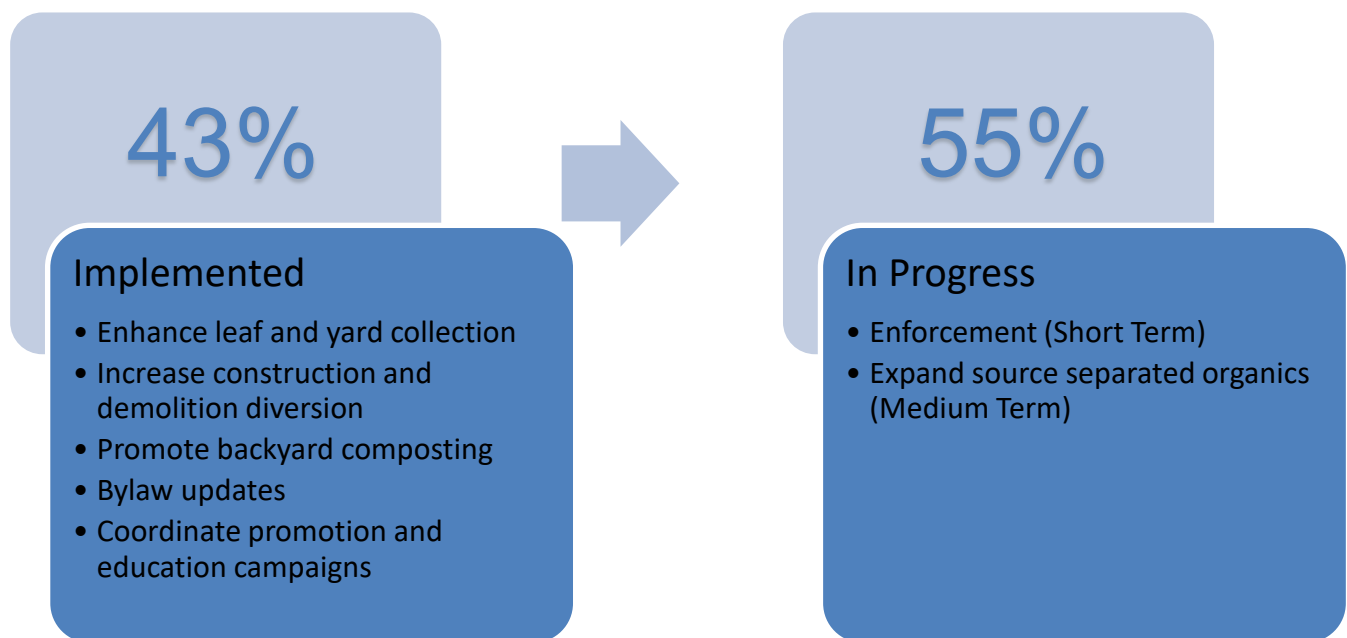 43%
Implemented
• Enhance leaf and yard collection
• Increase construction and
demolition diversion
• Promote backyard composting
• Bylaw updates
• Coordinate promotion and
education campaigns
55%
In Progress
• Enforcement (Short Term)
• Expand source separated organics
(Medium Term)